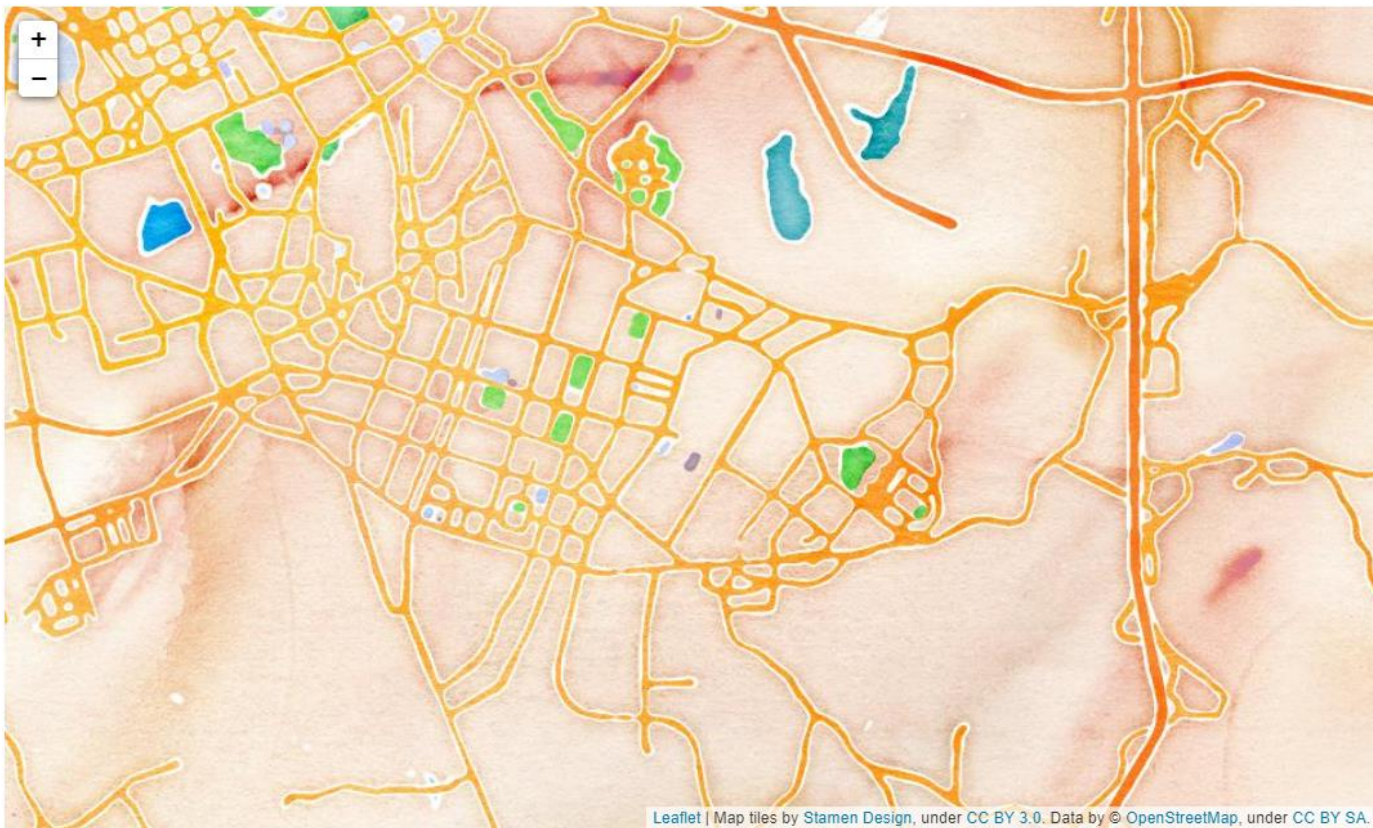 +
−
Leaflet | Map tiles by Stamen Design, under CC BY 3.0. Data by © OpenStreetMap, under CC BY SA.